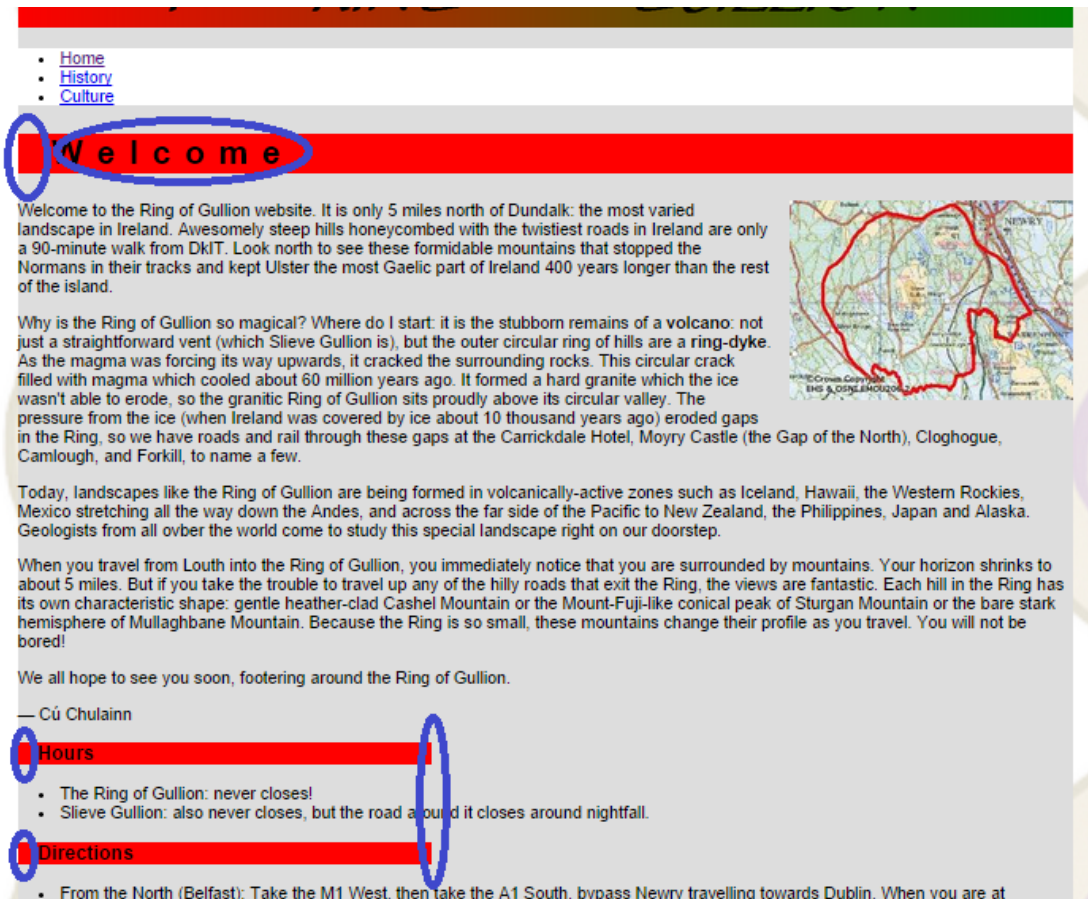 Home
History
Culture
Welcome
Welcome to the Ring of Gullion website. It is only 5 miles north of Dundalk: the most varied
landscape in Ireland. Awesomely steep hills honeycombed with the twistiest roads in Ireland are only
a 90-minute walk from DkIT. Look north to see these formidable mountains that stopped the
Normans in their tracks and kept Ulster the most Gaelic part of Ireland 400 years longer than the rest
of the island.
NEWRY
Why is the Ring of Gullion so magical? Where do I start: it is the stubborn remains of a volcano: not
just a straightforward vent (which Slieve Gullion is), but the outer circular ring of hills are a ring-dyke.
As the magma was forcing its way upwards, it cracked the surrounding rocks. This circular crack
filled with magma which cooled about 60 million years ago. It formed a hard granite which the ice
wasn't able to erode, so the granitic Ring of Gullion sits proudly above its circular valley. The
pressure from the ice (when Ireland was covered by ice about 10 thousand years ago) eroded gaps
in the Ring, so we have roads and rail through these gaps at the Carrickdale Hotel, Moyry Castle (the Gap of the North), Cloghogue,
Camlough, and Forkill, to name a few.
©Crown Copyright
Today, landscapes like the Ring of Gullion are being formed in volcanically-active zones such as Iceland, Hawaii, the Western Rockies,
Mexico stretching all the way down the Andes, and across the far side of the Pacific to New Zealand, the Philippines, Japan and Alaska.
Geologists from all ovber the world come to study this special landscape right on our doorstep.
When you travel from Louth into the Ring of Gullion, you immediately notice that you are surrounded by mountains. Your horizon shrinks to
about 5 miles. But if you take the trouble to travel up any of the hilly roads that exit the Ring, the views are fantastic. Each hill in the Ring has
its own characteristic shape: gentle heather-clad Cashel Mountain or the Mount-Fuji-like conical peak of Sturgan Mountain or the bare stark
hemisphere of Mullaghbane Mountain. Because the Ring is so small, these mountains change their profile as you travel. You will not be
bored!
We all hope to see you soon, footering around the Ring of Gullion.
— Cú Chulainn
Hours
The Ring of Gullion: never closes!
Slieve Gullion: also never closes, but the road around it closes around nightfall.
Directions
From the North (Belfast): Take the M1 West, then take the A1 South, bypass Newry travelling towards Dublin. When you are at